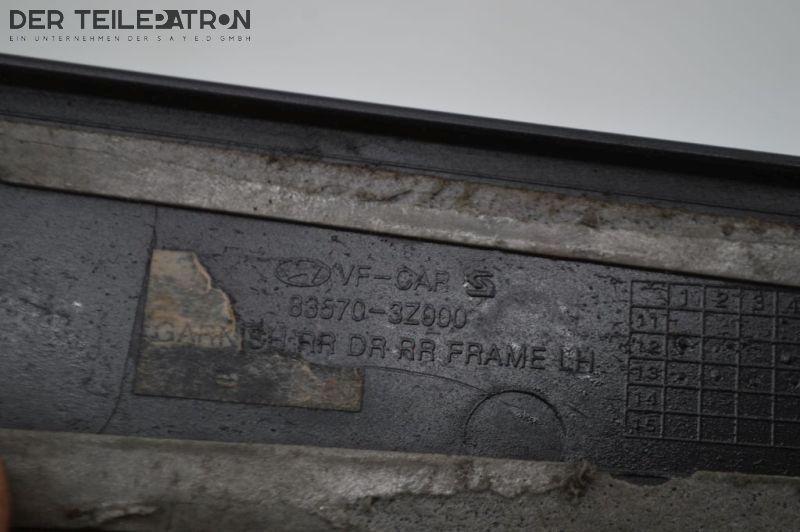 DER TEILEPATRON
EIN UNTERNEHMEN DER S A Y E D GMBH
VF-CAR
83570-3Z000
GARNISH RR DR RR FRAME LH
1 2 3 4
11
12
13
14
15